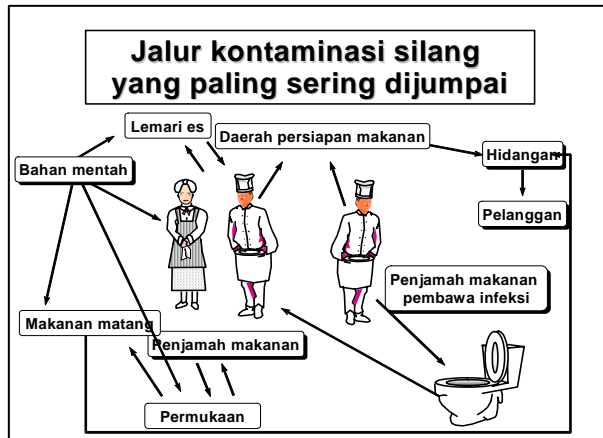 Jalur kontaminasi silang
yang paling sering dijumpai
Lemari es
Daerah persiapan makanan
Hidangan
Bahan mentah
Pelanggan
Penjamah makanan
pembawa infeksi
Makanan matang
Penjamah makanan
Permukaan